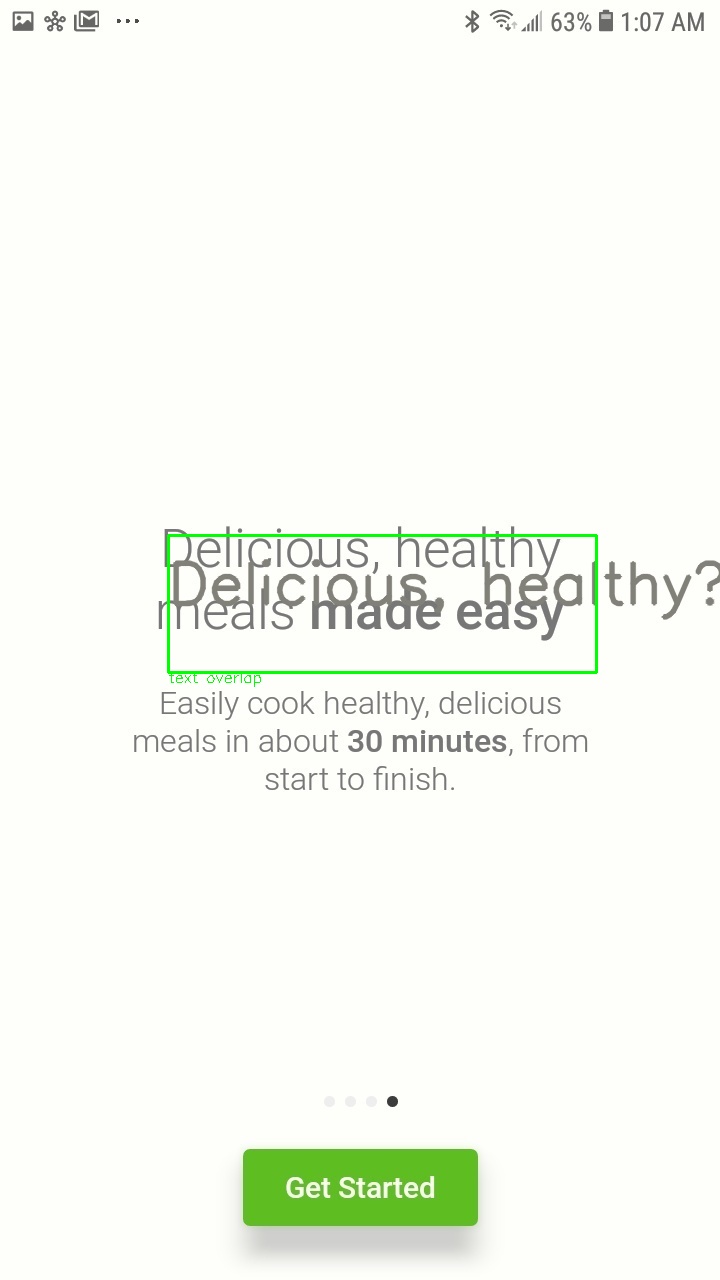 63% 1:07 AM
Delicious, healthy
Delicious, healthy?
meals made easy
text overlap
Easily cook healthy, delicious
meals in about 30 minutes, from
start to finish.
Get Started